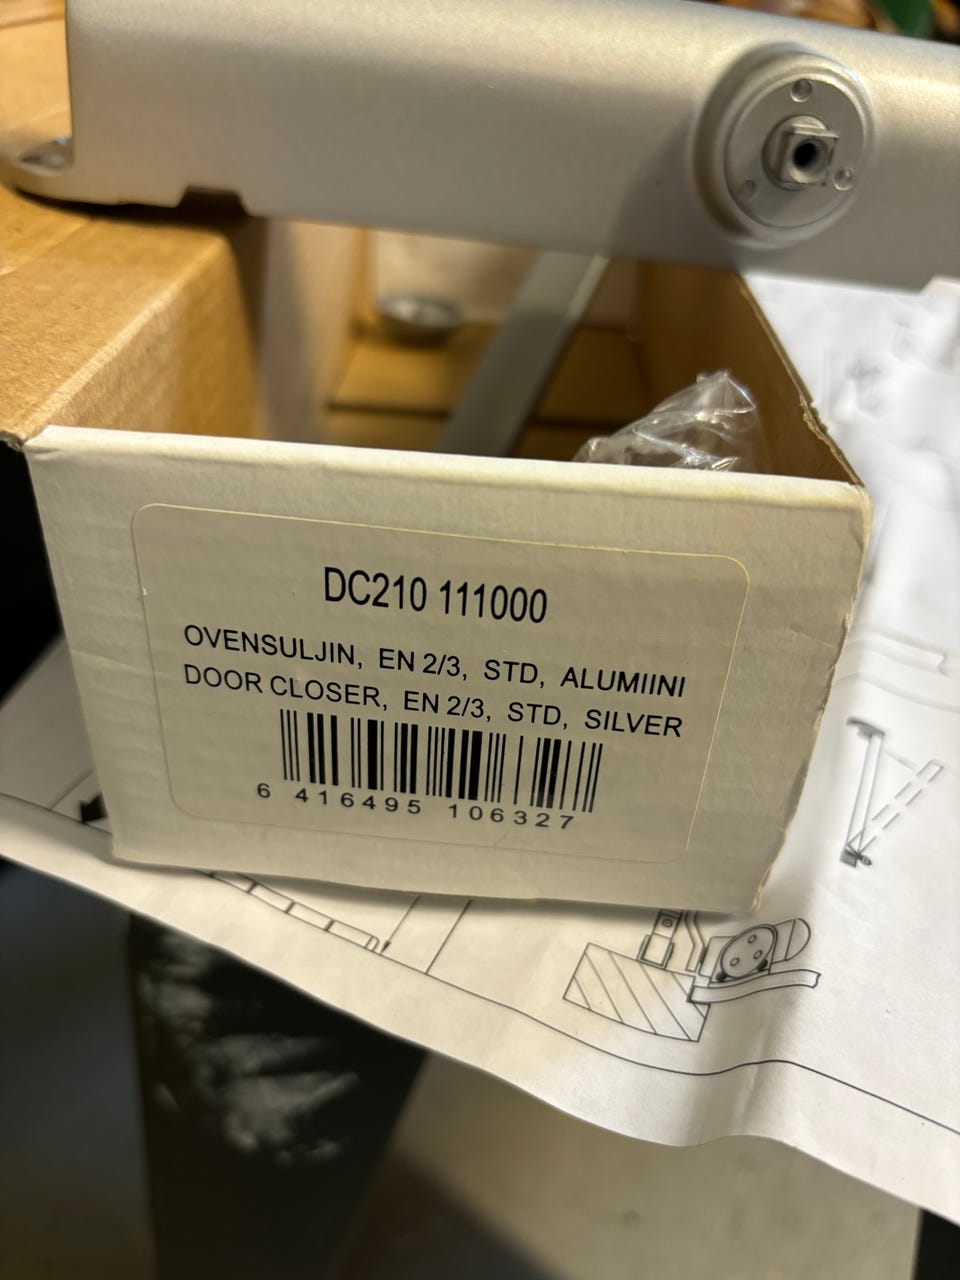 DC210 111000
OVENSULJIN, EN 2/3, STD, ALUMIINI
DOOR CLOSER, EN 2/3, STD, SILVER
6 416495 106327